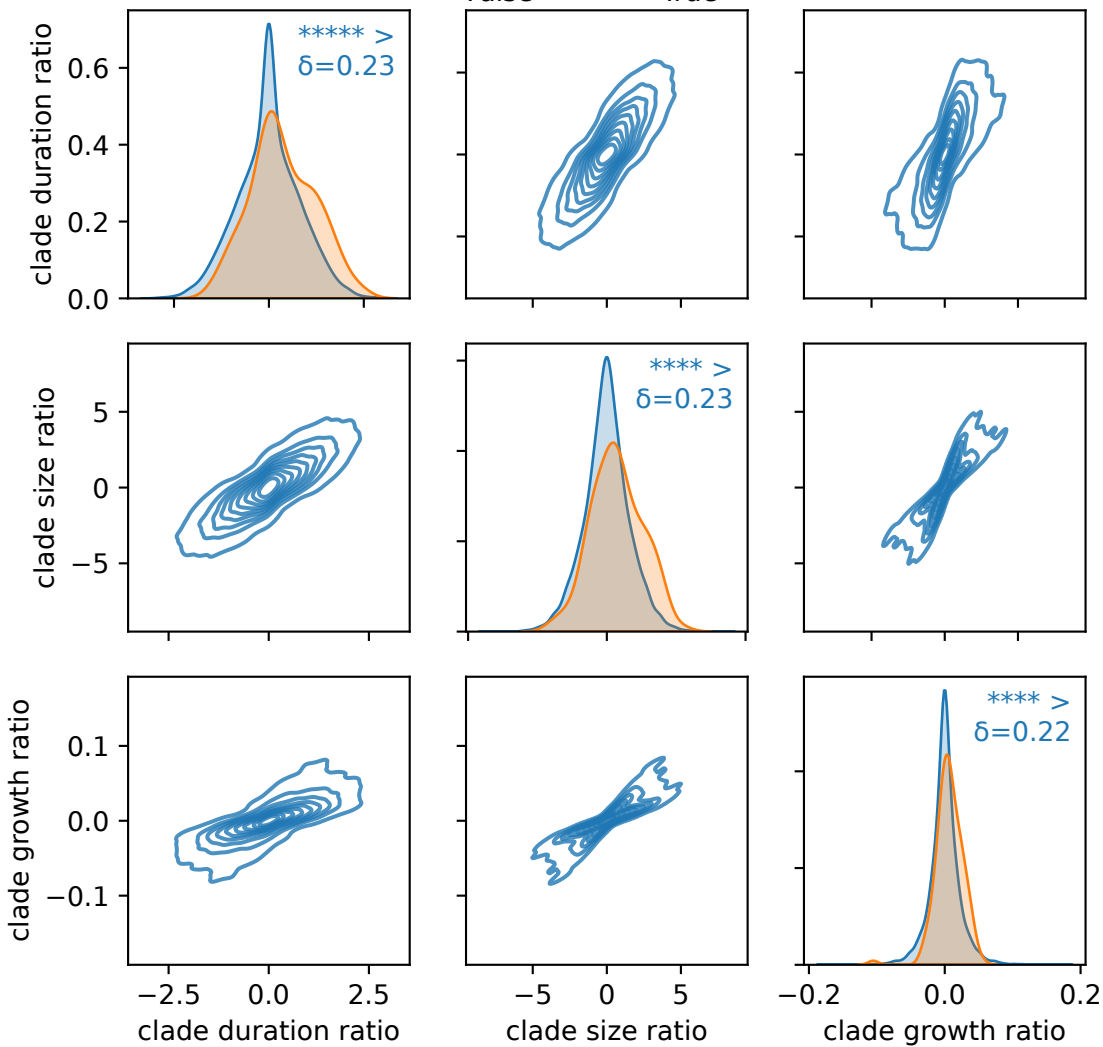 ***** >
δ=0.23
clade duration ratio
0.6
0.4
0.2
0.0
**** >
δ=0.23
clade size ratio
5
0
−5
**** >
δ=0.22
clade growth ratio
0.1
0.0
−0.1
−2.5 0.0 2.5
−5 0 5
−0.2 0.0 0.2
clade duration ratio
clade size ratio
clade growth ratio